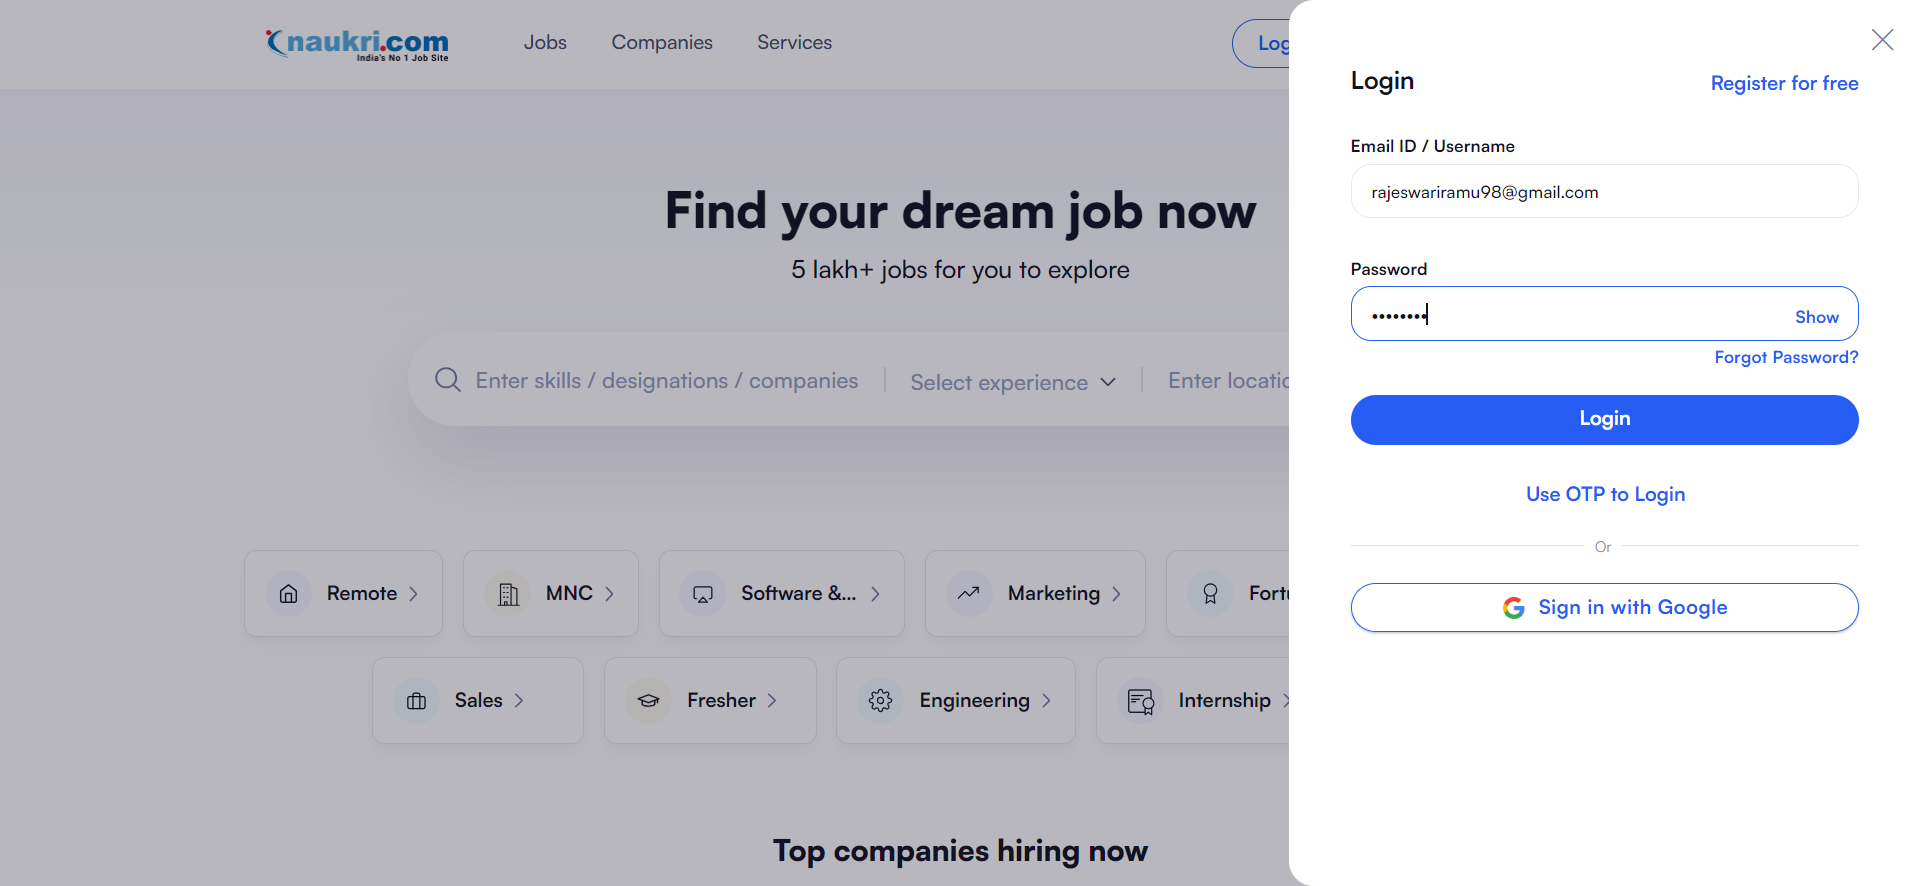 naukri.com
India's No 1 Job Site
Jobs
Companies
Services
Log
Find your dream job now
5 lakh+ jobs for you to explore
Enter skills / designations / companies
Select experience
Enter locatio
Remote
MNC
Software &...
Marketing
Fortu
Sales
Fresher
Engineering
Internship
Top companies hiring now
Login
Register for free
Email ID / Username
rajeswariramu98@gmail.com
Password
••••••••
Show
Forgot Password?
Login
Use OTP to Login
Or
Sign in with Google